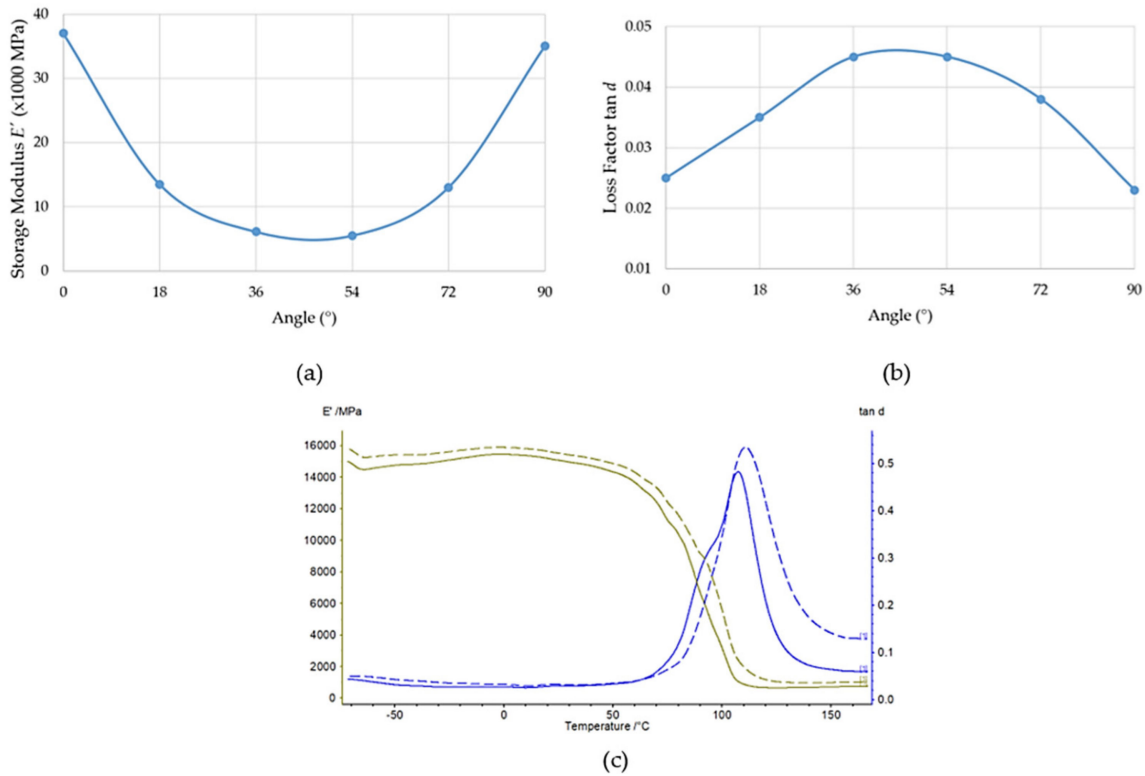 Storage Modulus E′ (x1000 MPa)
40
30
20
10
0
0 18 36 54 72 90
Angle (°)
(a)
Loss Factor tan d
0.05
0.04
0.03
0.02
0.01
0 18 36 54 72 90
Angle (°)
(b)
E' /MPa
tan d
16000
14000
12000
10000
8000
6000
4000
2000
0
0.5
0.4
0.3
0.2
0.1
0.0
-50 0 50 100 150
Temperature /°C
(c)